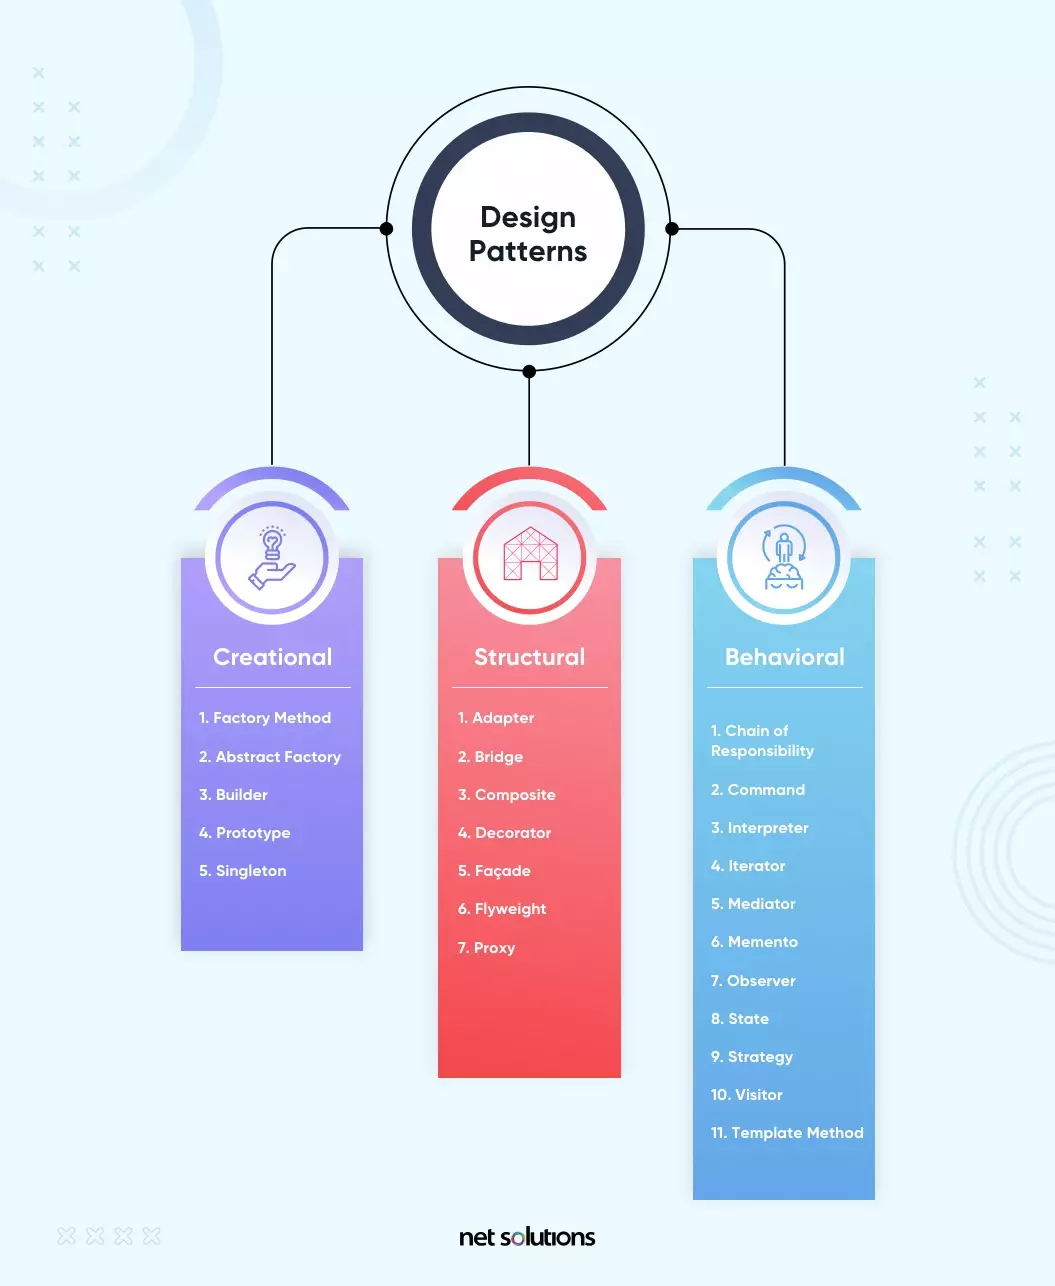 Design
Patterns
Creational
1. Factory Method
2. Abstract Factory
3. Builder
4. Prototype
5. Singleton
Structural
1. Adapter
2. Bridge
3. Composite
4. Decorator
5. Façade
6. Flyweight
7. Proxy
Behavioral
1. Chain of
Responsibility
2. Command
3. Interpreter
4. Iterator
5. Mediator
6. Memento
7. Observer
8. State
9. Strategy
10. Visitor
11. Template Method
net solutions